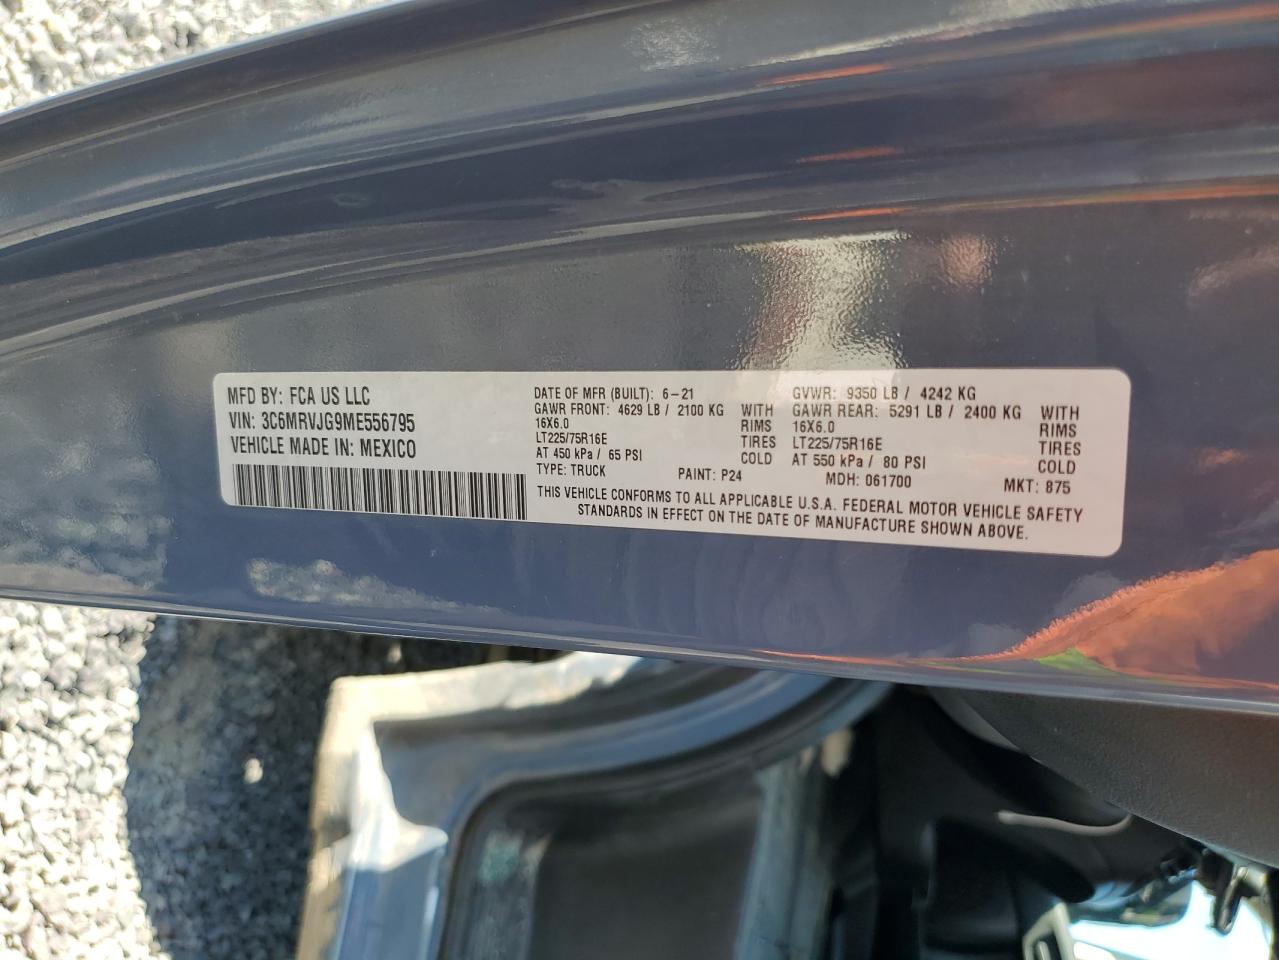 MFD BY: FCA US LLC
VIN: 3C6MRVJG9ME556795
VEHICLE MADE IN: MEXICO
DATE OF MFR (BUILT): 6-21
GAWR FRONT: 4629 LB / 2100 KG WITH
16X6.0 RIMS
LT225/75R16E TIRES
AT 450 kPa / 65 PSI COLD
TYPE: TRUCK PAINT: P24
GVWR: 9350 LB / 4242 KG
GAWR REAR: 5291 LB / 2400 KG WITH
16X6.0 RIMS
LT225/75R16E TIRES
AT 550 kPa / 80 PSI COLD
MDH: 061700 MKT: 875
THIS VEHICLE CONFORMS TO ALL APPLICABLE U.S.A. FEDERAL MOTOR VEHICLE SAFETY
STANDARDS IN EFFECT ON THE DATE OF MANUFACTURE SHOWN ABOVE.